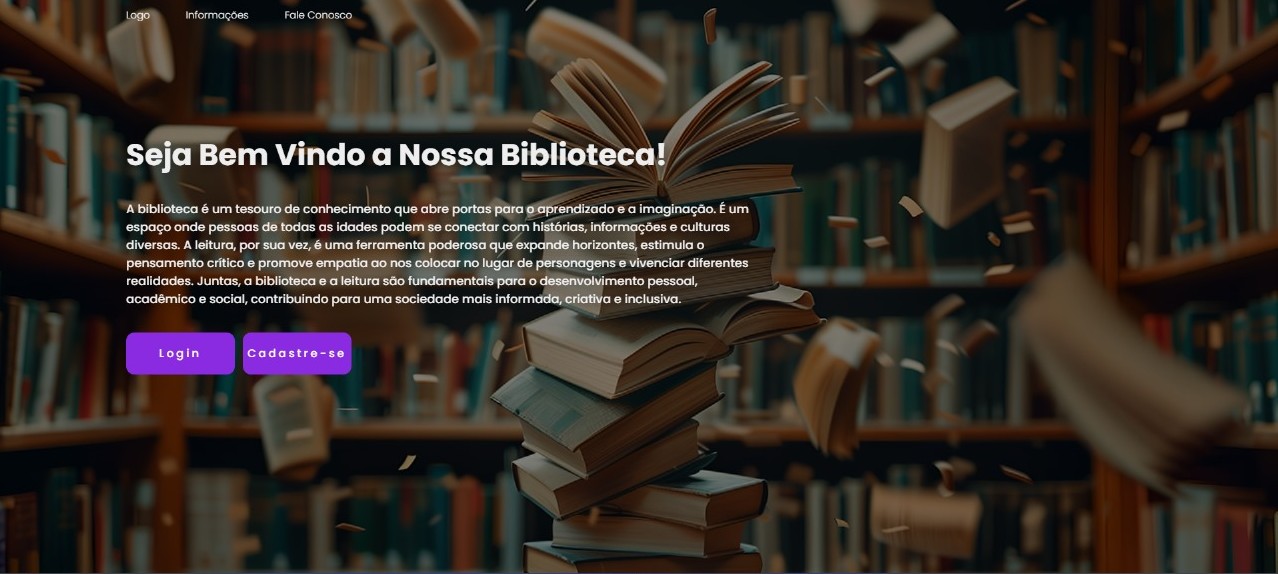 Logo Informações Fale Conosco
Seja Bem Vindo a Nossa Biblioteca!
A biblioteca é um tesouro de conhecimento que abre portas para o aprendizado e a imaginação. É um
espaço onde pessoas de todas as idades podem se conectar com histórias, informações e culturas
diversas. A leitura, por sua vez, é uma ferramenta poderosa que expande horizontes, estimula o
pensamento crítico e promove empatia ao nos colocar no lugar de personagens e vivenciar diferentes
realidades. Juntas, a biblioteca e a leitura são fundamentais para o desenvolvimento pessoal,
acadêmico e social, contribuindo para uma sociedade mais informada, criativa e inclusiva.
Login Cadastre-se